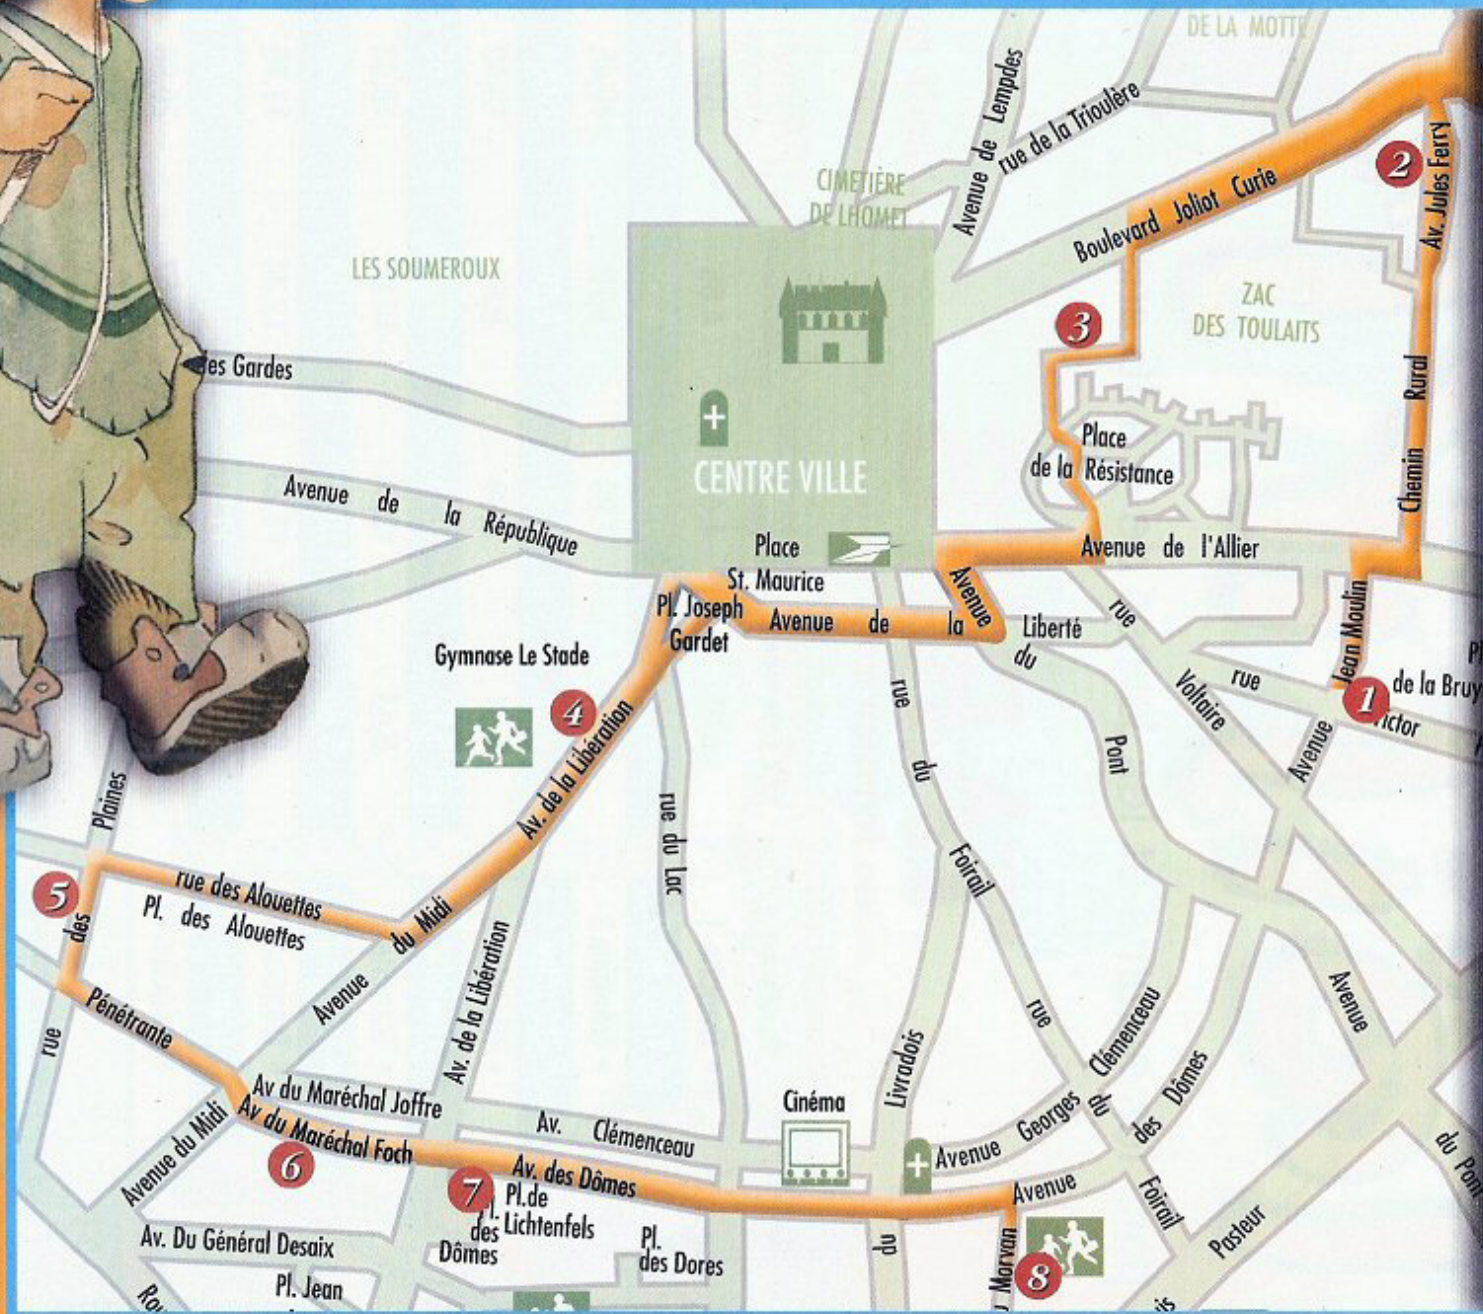 DE LA MOTTE
Avenue de Lempdes
rue de la Trioulère
2
Av. Jules Ferry
CIMETIÈRE
DE LHOMET
Boulevard Joliot Curie
LES SOUMEROUX
ZAC
DES TOULAITS
3
des Gardes
Chemin Rural
Place
de la Résistance
CENTRE VILLE
Avenue de la République
Place
St. Maurice
Avenue de l'Allier
Pl. Joseph
Gardet
Avenue de la Liberté
Avenue du Pont
rue Voltaire
Jean Moulin
Avenue
de la Bruy
1
rue Victor
Gymnase Le Stade
4
Av. de la Libération
rue du Lac
rue du Foirail
Plaines
des
rue
5
rue des Alouettes
Pl. des Alouettes
Avenue du Midi
Av. de la Libération
Pénétrante
Livradois
du
rue du Foirail
Avenue
du Pon
Avenue Georges Clémenceau
Avenue des Dômes
Av du Maréchal Joffre
Av. Clémenceau
Cinéma
Avenue du Midi
Av du Maréchal Foch
6
7
Av. des Dômes
Pl.de
Lichtenfels
Pl.
des
Dômes
Pl.
des Dores
Morvan
8
Pasteur
is
Av. Du Général Desaix
Pl. Jean
Rou